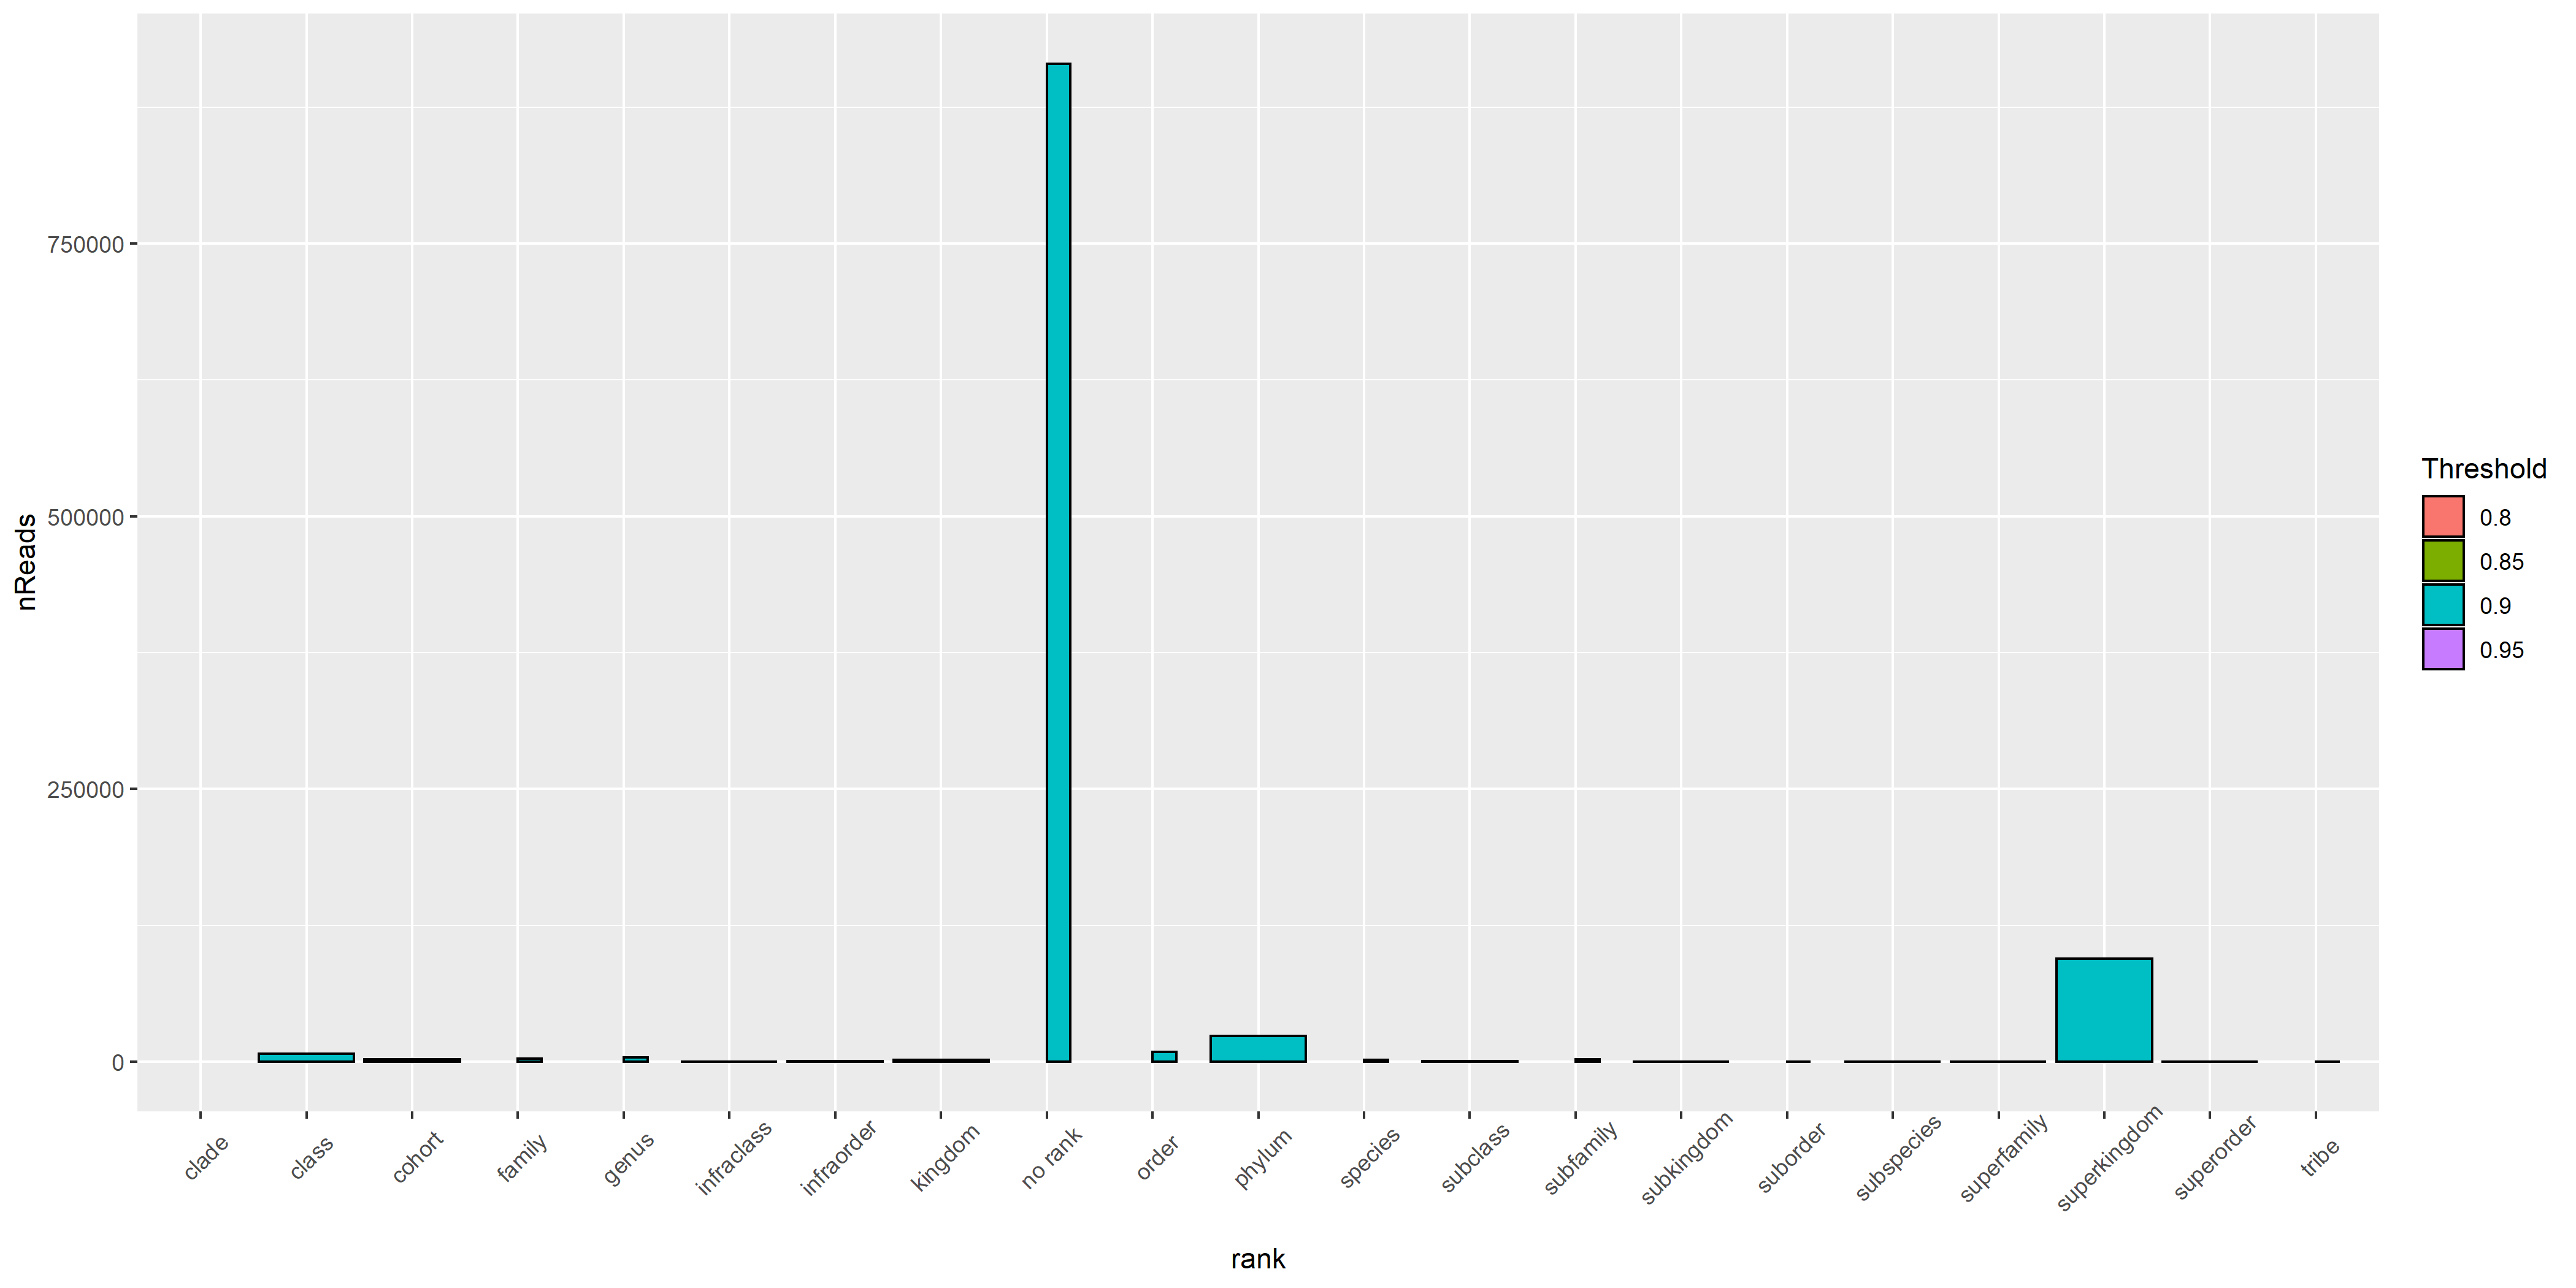 750000
500000
250000
0
nReads
clade
class
cohort
family
genus
infraclass
infraorder
kingdom
no rank
order
phylum
species
subclass
subfamily
subkingdom
suborder
subspecies
superfamily
superkingdom
superorder
tribe
rank
Threshold
0.8
0.85
0.9
0.95